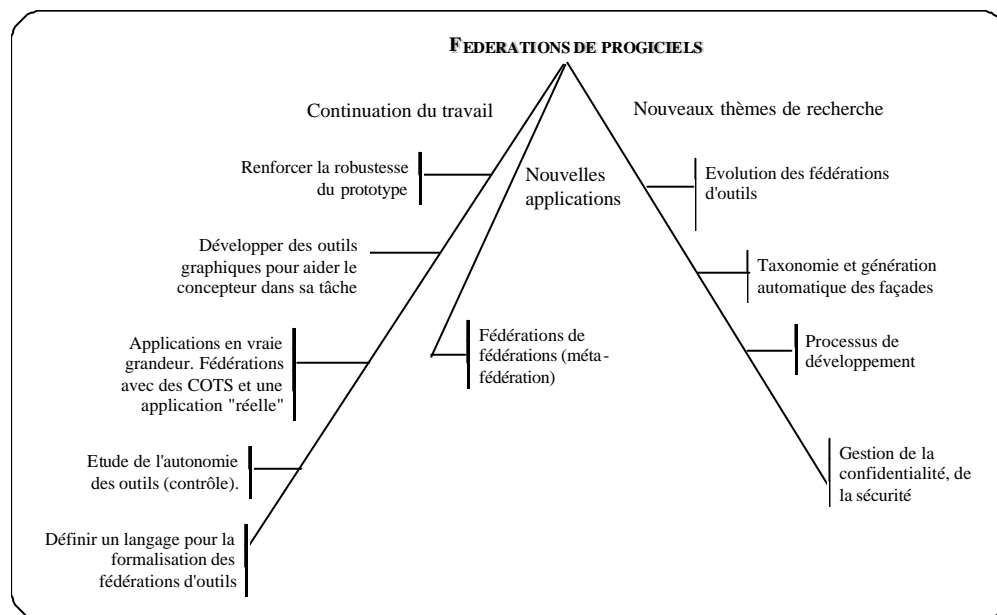 FEDERATIONS DE PROGICIELS
Continuation du travail
Renforcer la robustesse
du prototype
Développer des outils
graphiques pour aider le
concepteur dans sa tâche
Applications en vraie
grandeur. Fédérations
avec des COTS et une
application "réelle"
Etude de l'autonomie
des outils (contrôle).
Définir un langage pour la
formalisation des
fédérations d'outils
Nouvelles
applications
Fédérations de
fédérations (méta-
fédération)
Nouveaux thèmes de recherche
Evolution des fédérations
d'outils
Taxonomie et génération
automatique des façades
Processus de
développement
Gestion de la
confidentialité, de
la sécurité